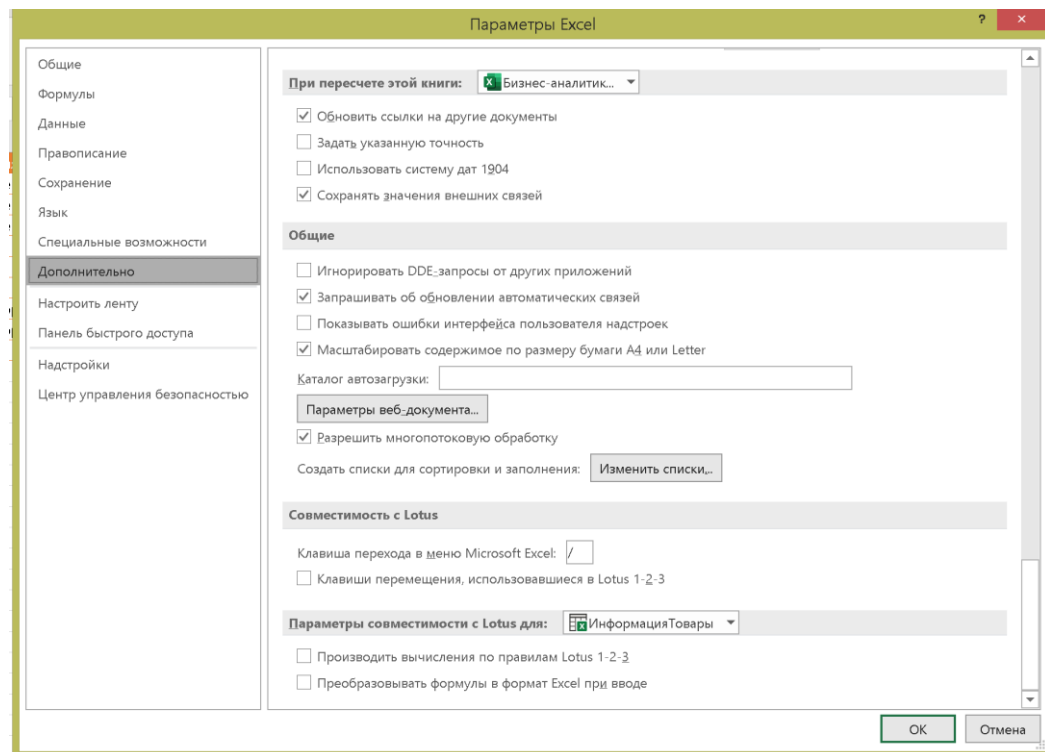 Параметры Excel
?
Общие
Формулы
Данные
Правописание
Сохранение
Язык
Специальные возможности
Дополнительно
Настроить ленту
Панель быстрого доступа
Надстройки
Центр управления безопасностью
При пересчете этой книги: Бизнес-аналитик...
Обновить ссылки на другие документы
Задать указанную точность
Использовать систему дат 1904
Сохранять значения внешних связей
Общие
Игнорировать DDE-запросы от других приложений
Запрашивать об обновлении автоматических связей
Показывать ошибки интерфейса пользователя надстроек
Масштабировать содержимое по размеру бумаги A4 или Letter
Каталог автозагрузки:
Параметры веб-документа...
Разрешить многопотоковую обработку
Создать списки для сортировки и заполнения: Изменить списки...
Совместимость с Lotus
Клавиша перехода в меню Microsoft Excel: /
Клавиши перемещения, использовавшиеся в Lotus 1-2-3
Параметры совместимости с Lotus для: ИнформацияТовары
Производить вычисления по правилам Lotus 1-2-3
Преобразовывать формулы в формат Excel при вводе
ОК Отмена